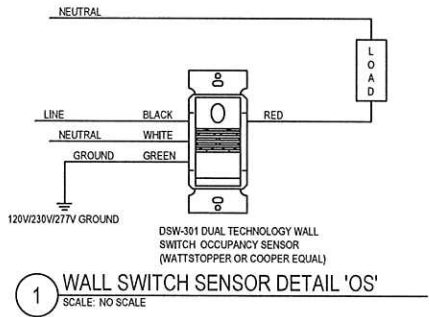 NEUTRAL
LOAD
LINE BLACK RED
NEUTRAL WHITE
GROUND GREEN
120V/230V/277V GROUND
DSW-301 DUAL TECHNOLOGY WALL
SWITCH OCCUPANCY SENSOR
(WATTSTOPPER OR COOPER EQUAL)
1 WALL SWITCH SENSOR DETAIL 'OS'
SCALE: NO SCALE